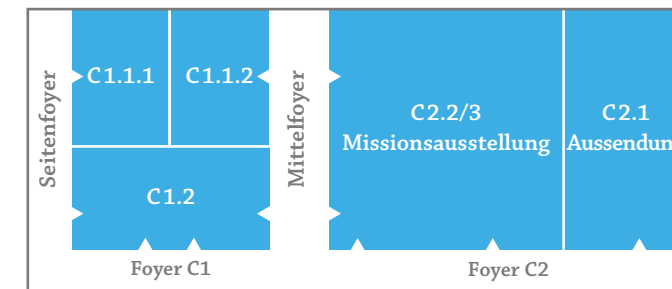 Seitenfoyer
C1.1.1
C1.1.2
C1.2
Mittelfoyer
C2.2/3
Missionsausstellung
C2.1
Aussendun
Foyer C1
Foyer C2